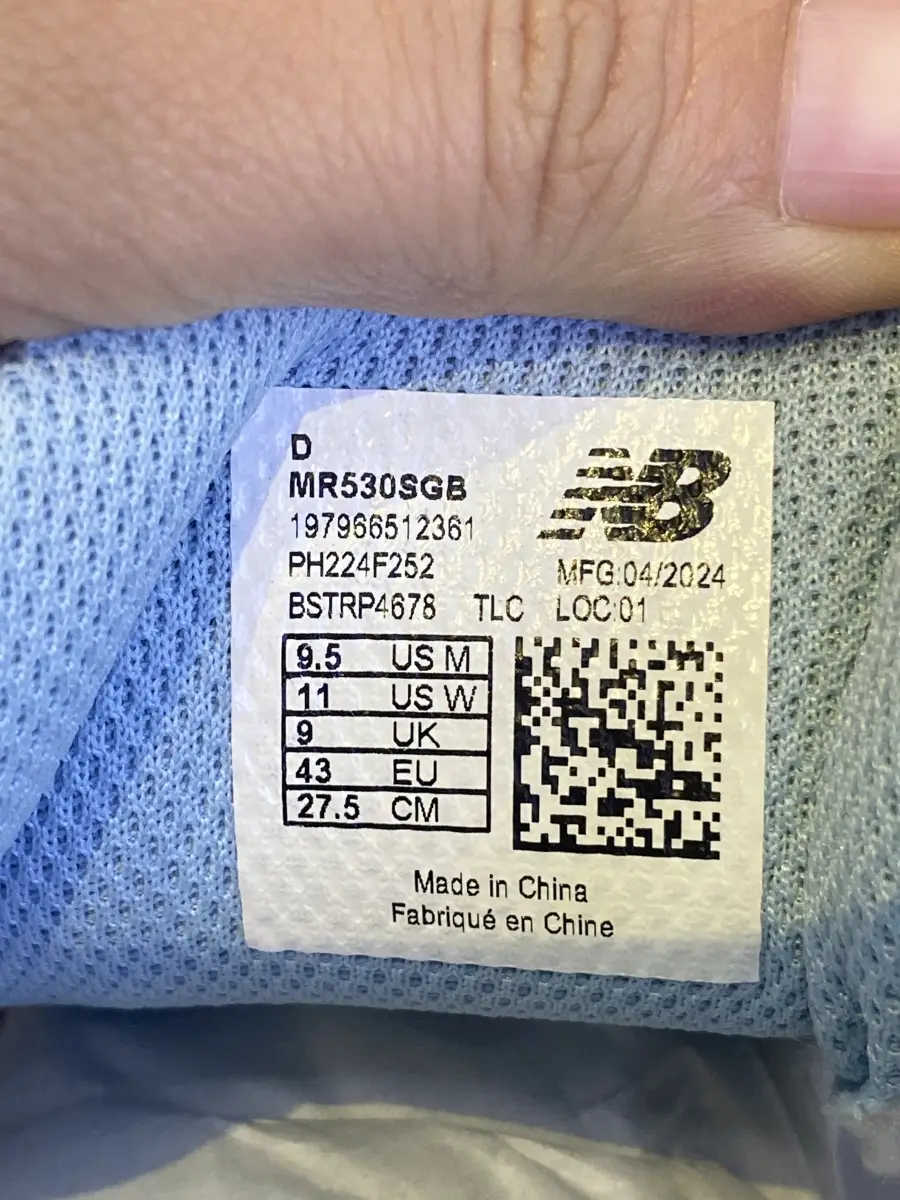 D
MR530SGB
197966512361
PH224F252
BSTRP4678 TLC LOC:01
NB
MFG:04/2024
9.5 US M
11 US W
9 UK
43 EU
27.5 CM
Made in China
Fabriqué en Chine